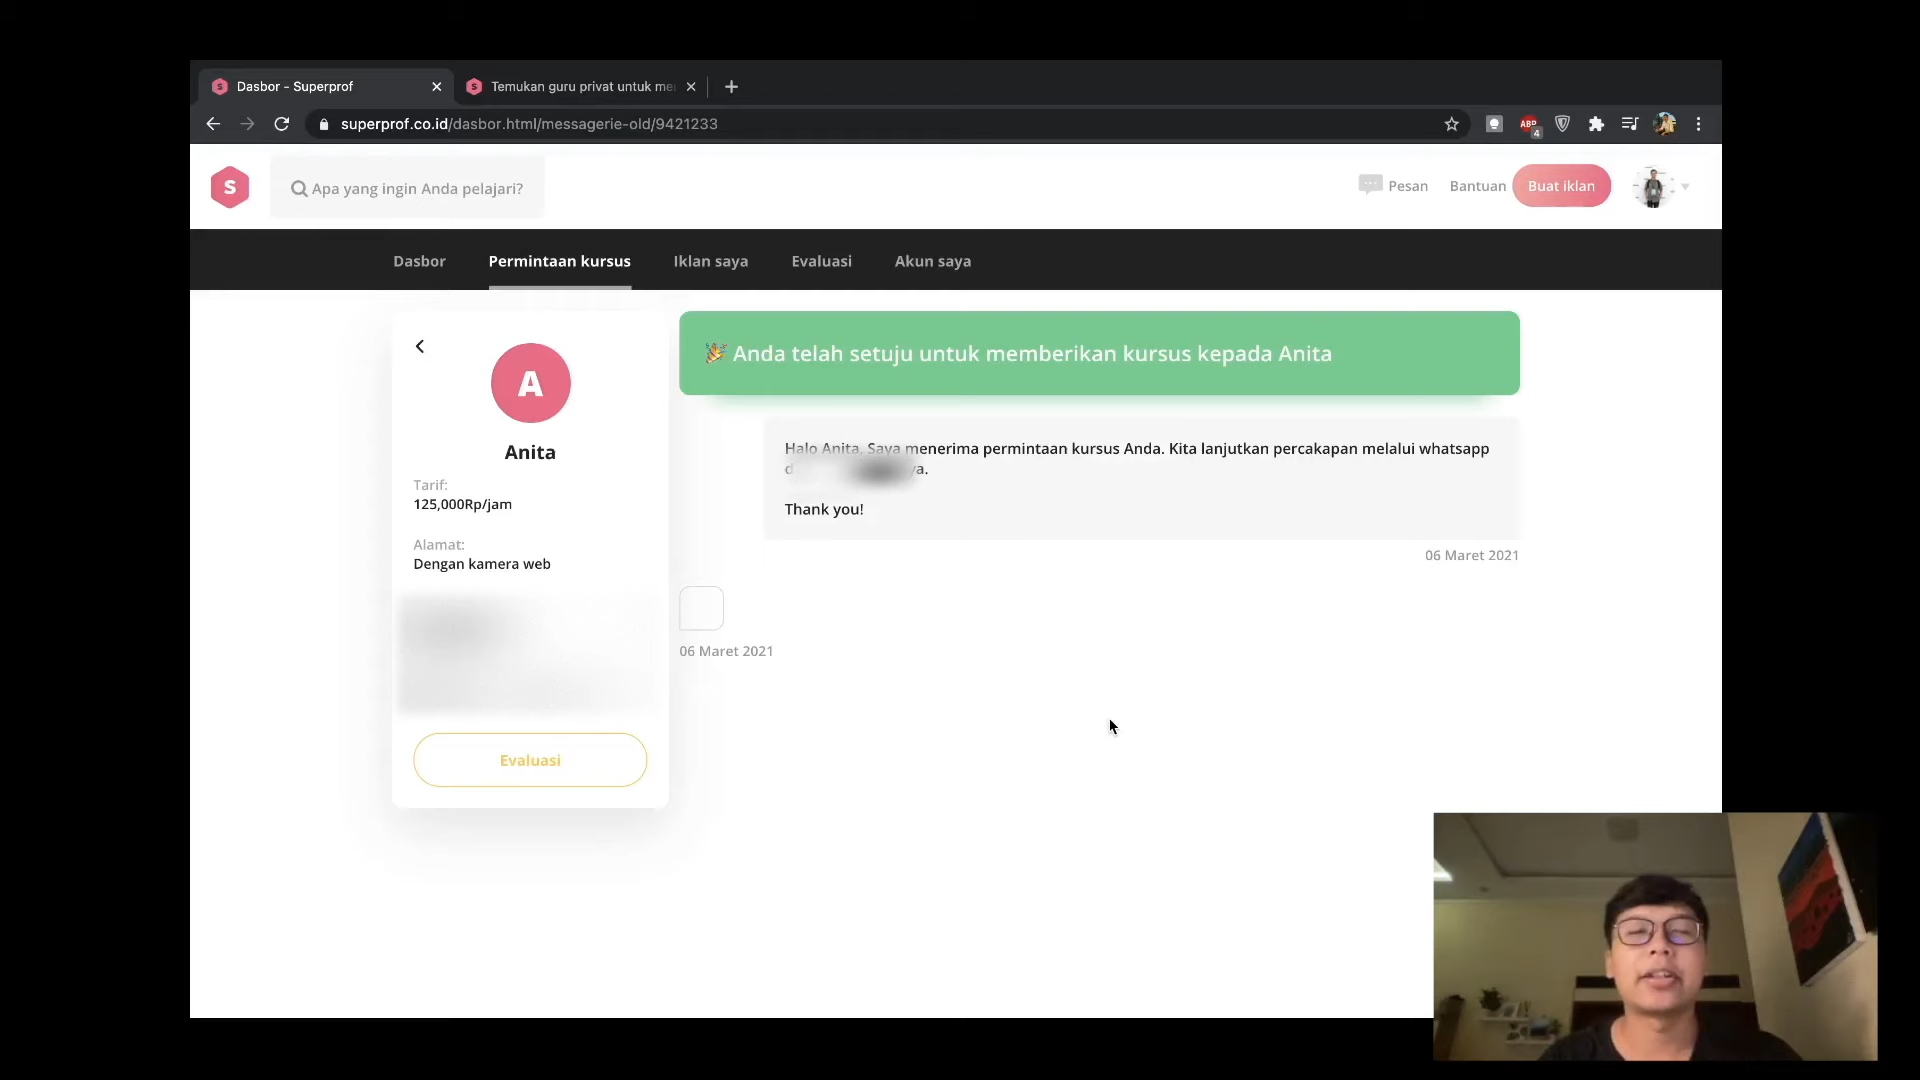 Dasbor - Superprof
Temukan guru privat untuk me
superprof.co.id/dasbor.html/messagerie-old/9421233
ABP
4
S
Apa yang ingin Anda pelajari?
Pesan
Bantuan
Buat iklan
Dasbor
Permintaan kursus
Iklan saya
Evaluasi
Akun saya
A
Anita
Tarif:
125,000Rp/jam
Alamat:
Dengan kamera web
Evaluasi
Anda telah setuju untuk memberikan kursus kepada Anita
Halo Anita, Saya menerima permintaan kursus Anda. Kita lanjutkan percakapan melalui whatsapp
Thank you!
06 Maret 2021
06 Maret 2021